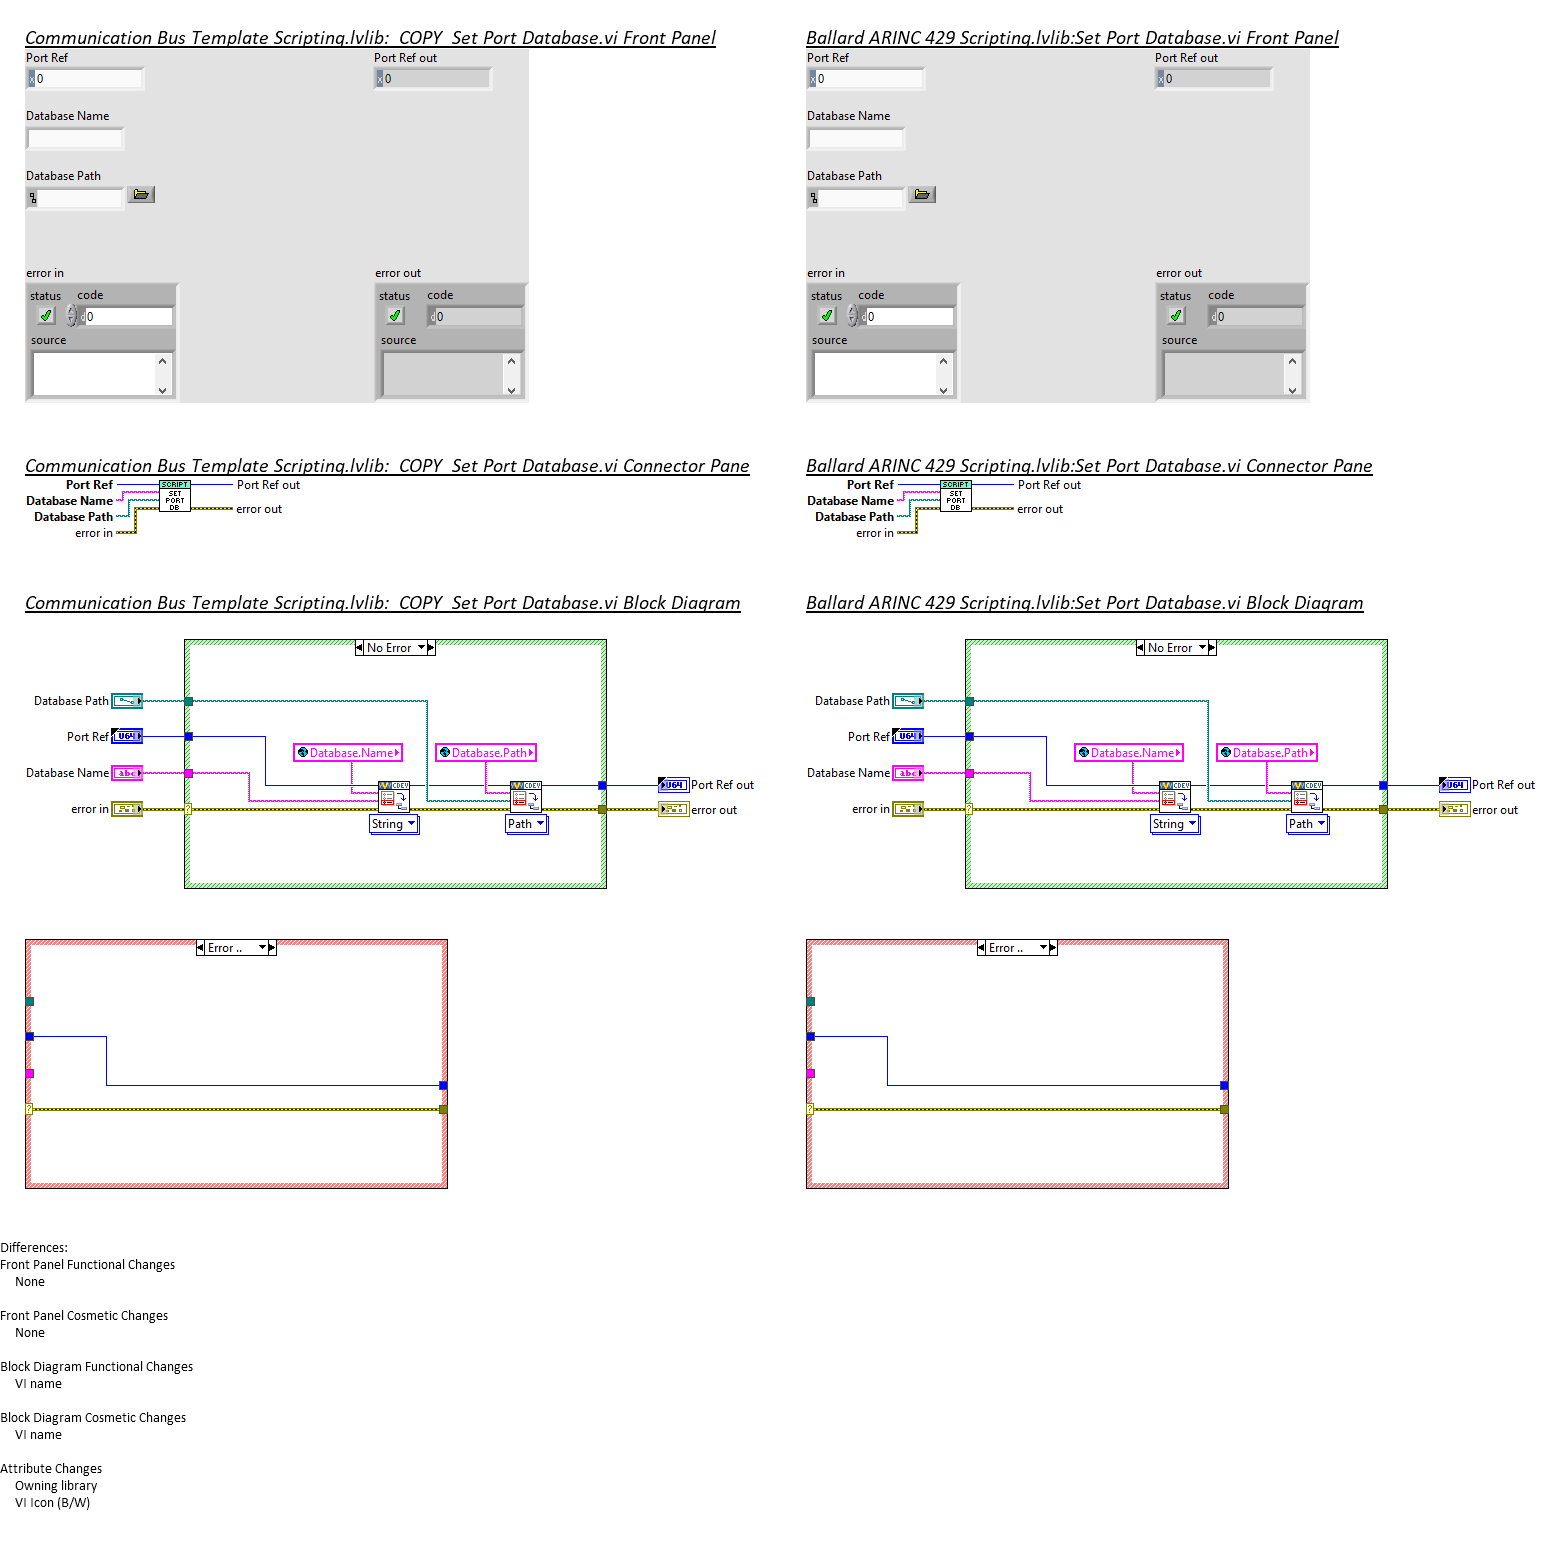 Communication Bus Template Scripting.lvlib:  COPY  Set Port Database.vi Front Panel
Port Ref
Port Ref out
x 0
x 0
Database Name
Database Path
error in
error out
status code
status code
d 0
d 0
source
source
Ballard ARINC 429 Scripting.lvlib:Set Port Database.vi Front Panel
Port Ref
Port Ref out
x 0
x 0
Database Name
Database Path
error in
error out
status code
status code
d 0
d 0
source
source
Communication Bus Template Scripting.lvlib:  COPY  Set Port Database.vi Connector Pane
Port Ref
Database Name
Database Path
error in
SCRIPT
SET
PORT
DB
Port Ref out
error out
Ballard ARINC 429 Scripting.lvlib:Set Port Database.vi Connector Pane
Port Ref
Database Name
Database Path
error in
SCRIPT
SET
PORT
DB
Port Ref out
error out
Communication Bus Template Scripting.lvlib:  COPY  Set Port Database.vi Block Diagram
No Error
Database Path
Port Ref U64
Database.Name
Database.Path
Database Name abc
CDEV
CDEV
U64 Port Ref out
error in ?
error out
String
Path
Error ..
?
Ballard ARINC 429 Scripting.lvlib:Set Port Database.vi Block Diagram
No Error
Database Path
Port Ref U64
Database.Name
Database.Path
Database Name abc
CDEV
CDEV
U64 Port Ref out
error in ?
error out
String
Path
Error ..
?
Differences:
Front Panel Functional Changes
None
Front Panel Cosmetic Changes
None
Block Diagram Functional Changes
VI name
Block Diagram Cosmetic Changes
VI name
Attribute Changes
Owning library
VI Icon (B/W)